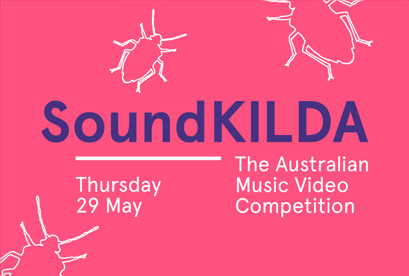 SoundKILDA
Thursday
29 May
The Australian
Music Video
Competition